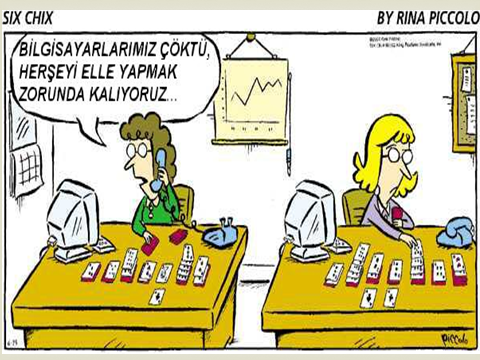 SIX CHIX
BY RINA PICCOLO
BİLGİSAYARLARIMIZ ÇÖKTÜ,
HERŞEYİ ELLE YAPMAK
ZORUNDA KALIYORUZ...
Piccolo